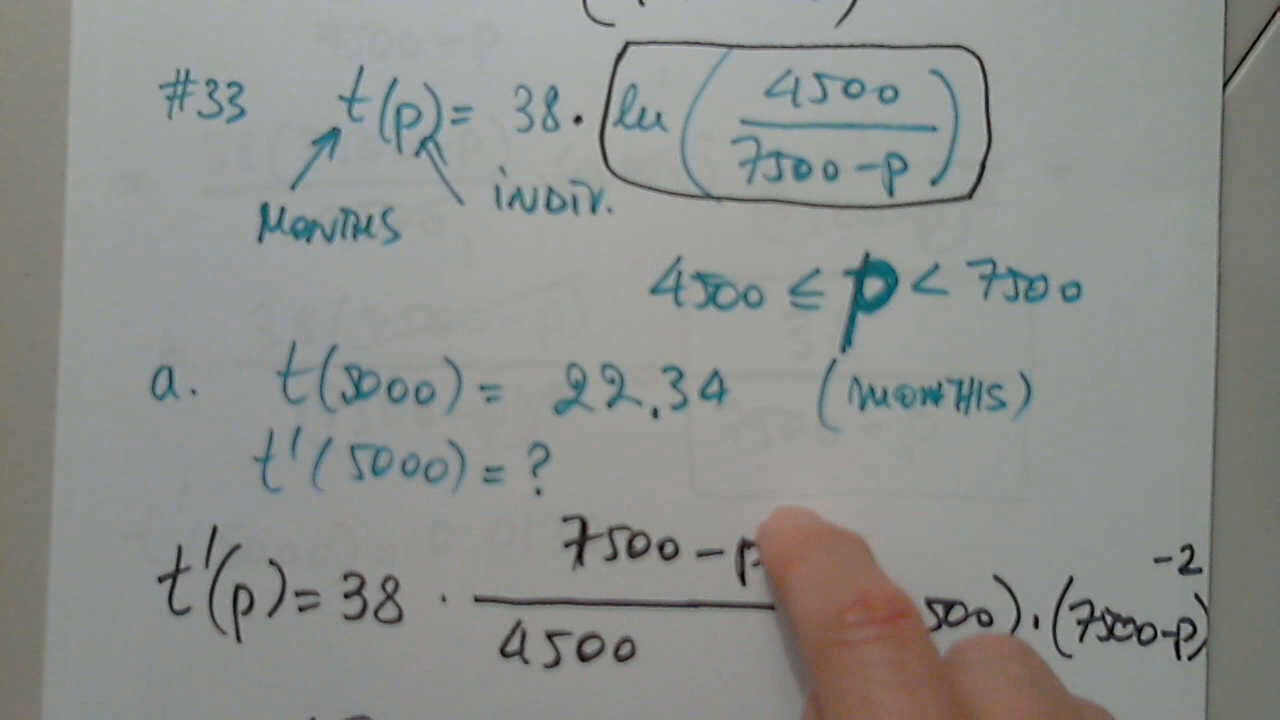 #33 t(p) = 38 · ln(4500 / 7500-p)
MONTHS
INDIV.
4500 ≤ p < 7500
a. t(5000) = 22.34 (MONTHS)
t'(5000) = ?
t'(p) = 38 · 7500-p / 4500 500) · (7500-p)^-2